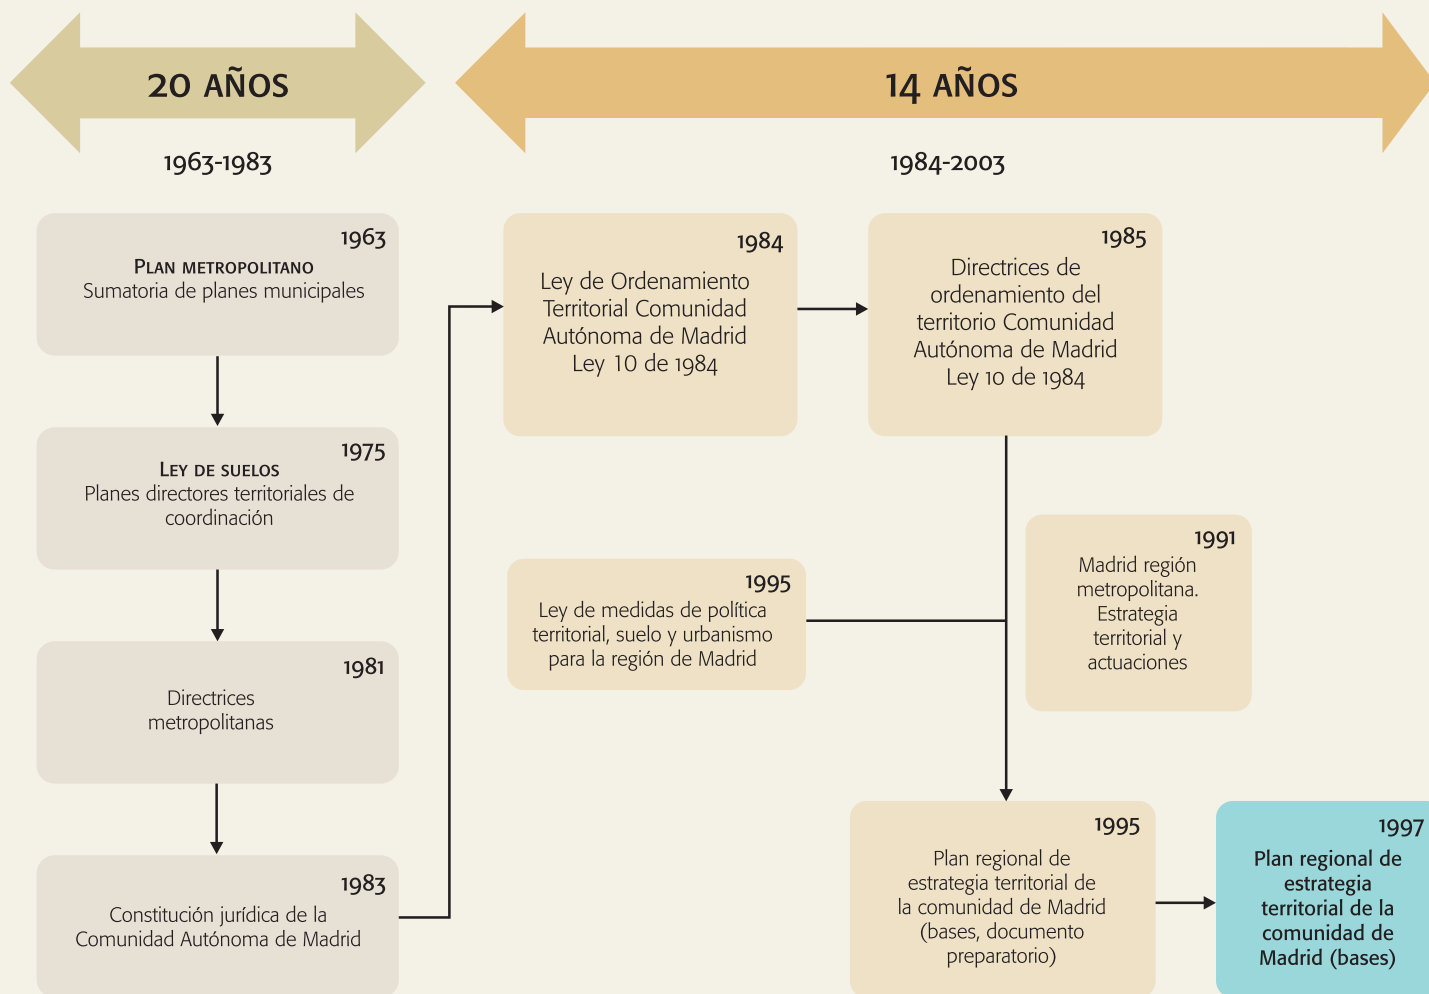 20 AÑOS
1963-1983
1963
PLAN METROPOLITANO
Sumatoria de planes municipales
1975
LEY DE SUELOS
Planes directores territoriales de
coordinación
1981
Directrices
metropolitanas
1983
Constitución jurídica de la
Comunidad Autónoma de Madrid
14 AÑOS
1984-2003
1984
Ley de Ordenamiento
Territorial Comunidad
Autónoma de Madrid
Ley 10 de 1984
1985
Directrices de
ordenamiento del
territorio Comunidad
Autónoma de Madrid
Ley 10 de 1984
1991
Madrid región
metropolitana.
Estrategia
territorial y
actuaciones
1995
Ley de medidas de política
territorial, suelo y urbanismo
para la región de Madrid
1995
Plan regional de
estrategia territorial de
la comunidad de Madrid
(bases, documento
preparatorio)
1997
Plan regional de
estrategia
territorial de la
comunidad de
Madrid (bases)